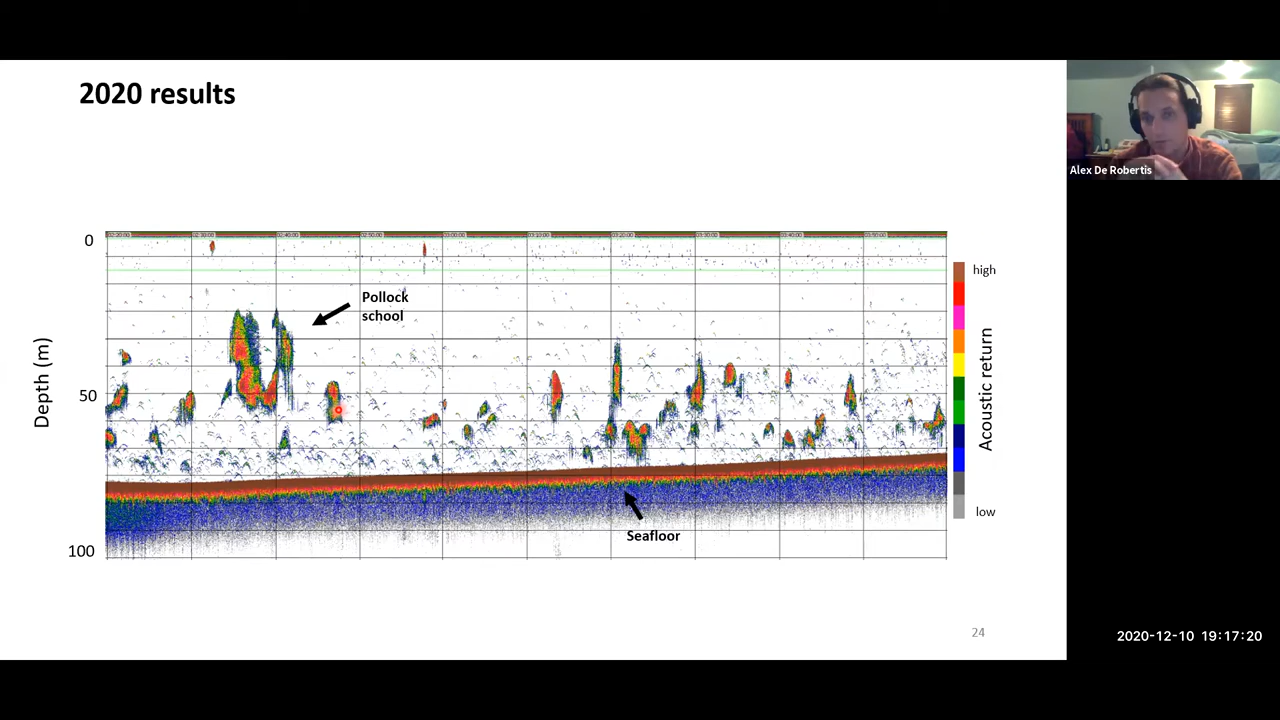 2020 results
Alex De Robertis
0
Pollock
school
high
Depth (m)
50
Acoustic return
Seafloor
low
100
24
2020-12-10 19:17:20